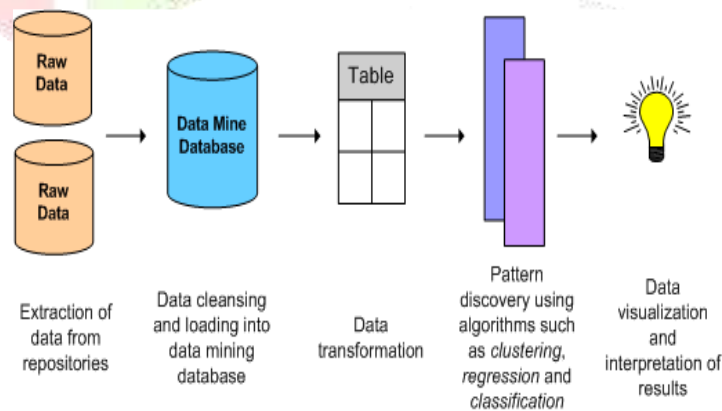 Raw
Data
Raw
Data
Data Mine
Database
Table
Extraction of
data from
repositories
Data cleansing
and loading into
data mining
database
Data
transformation
Pattern
discovery using
algorithms such
as clustering,
regression and
classification
Data
visualization
and
interpretation of
results